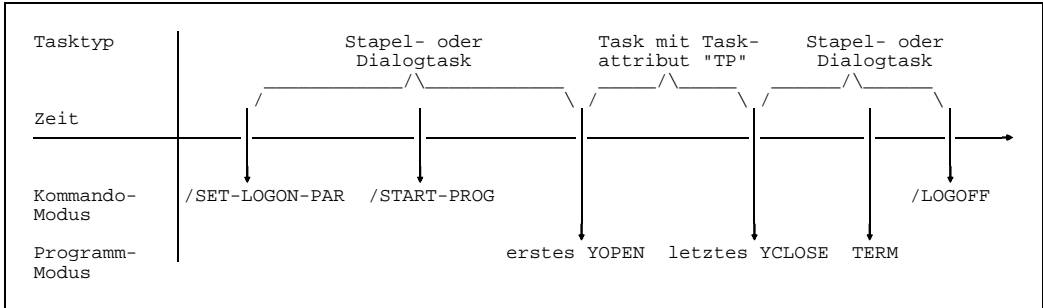 Tasktyp Stapel- oder Task mit Task- Stapel- oder
Dialogtask attribut "TP" Dialogtask
Zeit
Kommando- /SET-LOGON-PAR /START-PROG /LOGOFF
Modus
Programm- erstes YOPEN letztes YCLOSE TERM
Modus